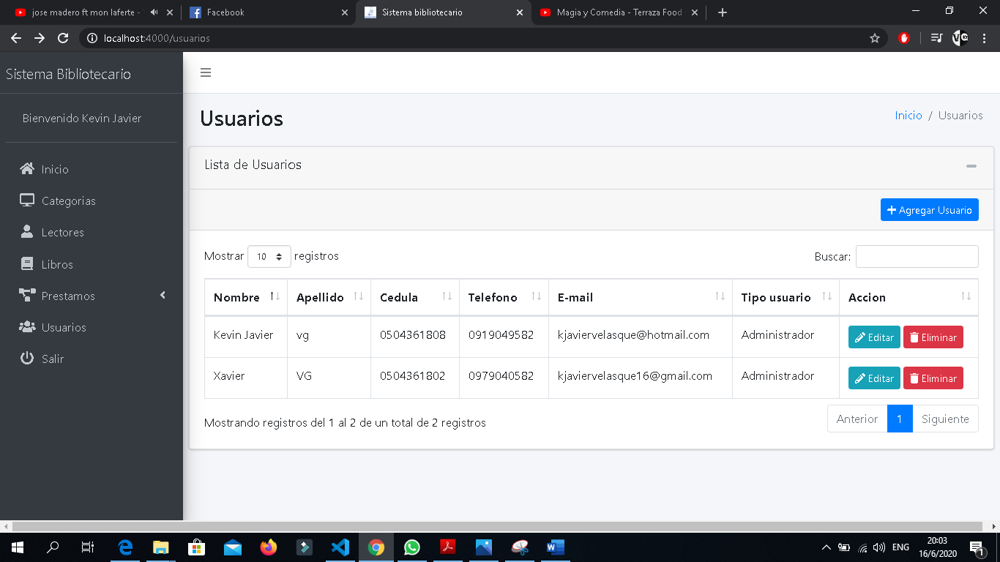 jose madero ft mon laferte -
Facebook
Sistema bibliotecario
Magia y Comedia - Terraza Food
localhost:4000/usuarios
Sistema Bibliotecario
Bienvenido Kevin Javier
Inicio
Categorias
Lectores
Libros
Prestamos
Usuarios
Salir
Usuarios
Inicio / Usuarios
Lista de Usuarios
Agregar Usuario
Mostrar 10 registros
Buscar:
Nombre Apellido Cedula Telefono E-mail Tipo usuario Accion
Kevin Javier vg 0504361808 0919049582 kjaviervelasque@hotmail.com Administrador Editar Eliminar
Xavier VG 0504361802 0979040582 kjaviervelasque16@gmail.com Administrador Editar Eliminar
Mostrando registros del 1 al 2 de un total de 2 registros
Anterior 1 Siguiente
ENG
20:03
16/6/2020
1